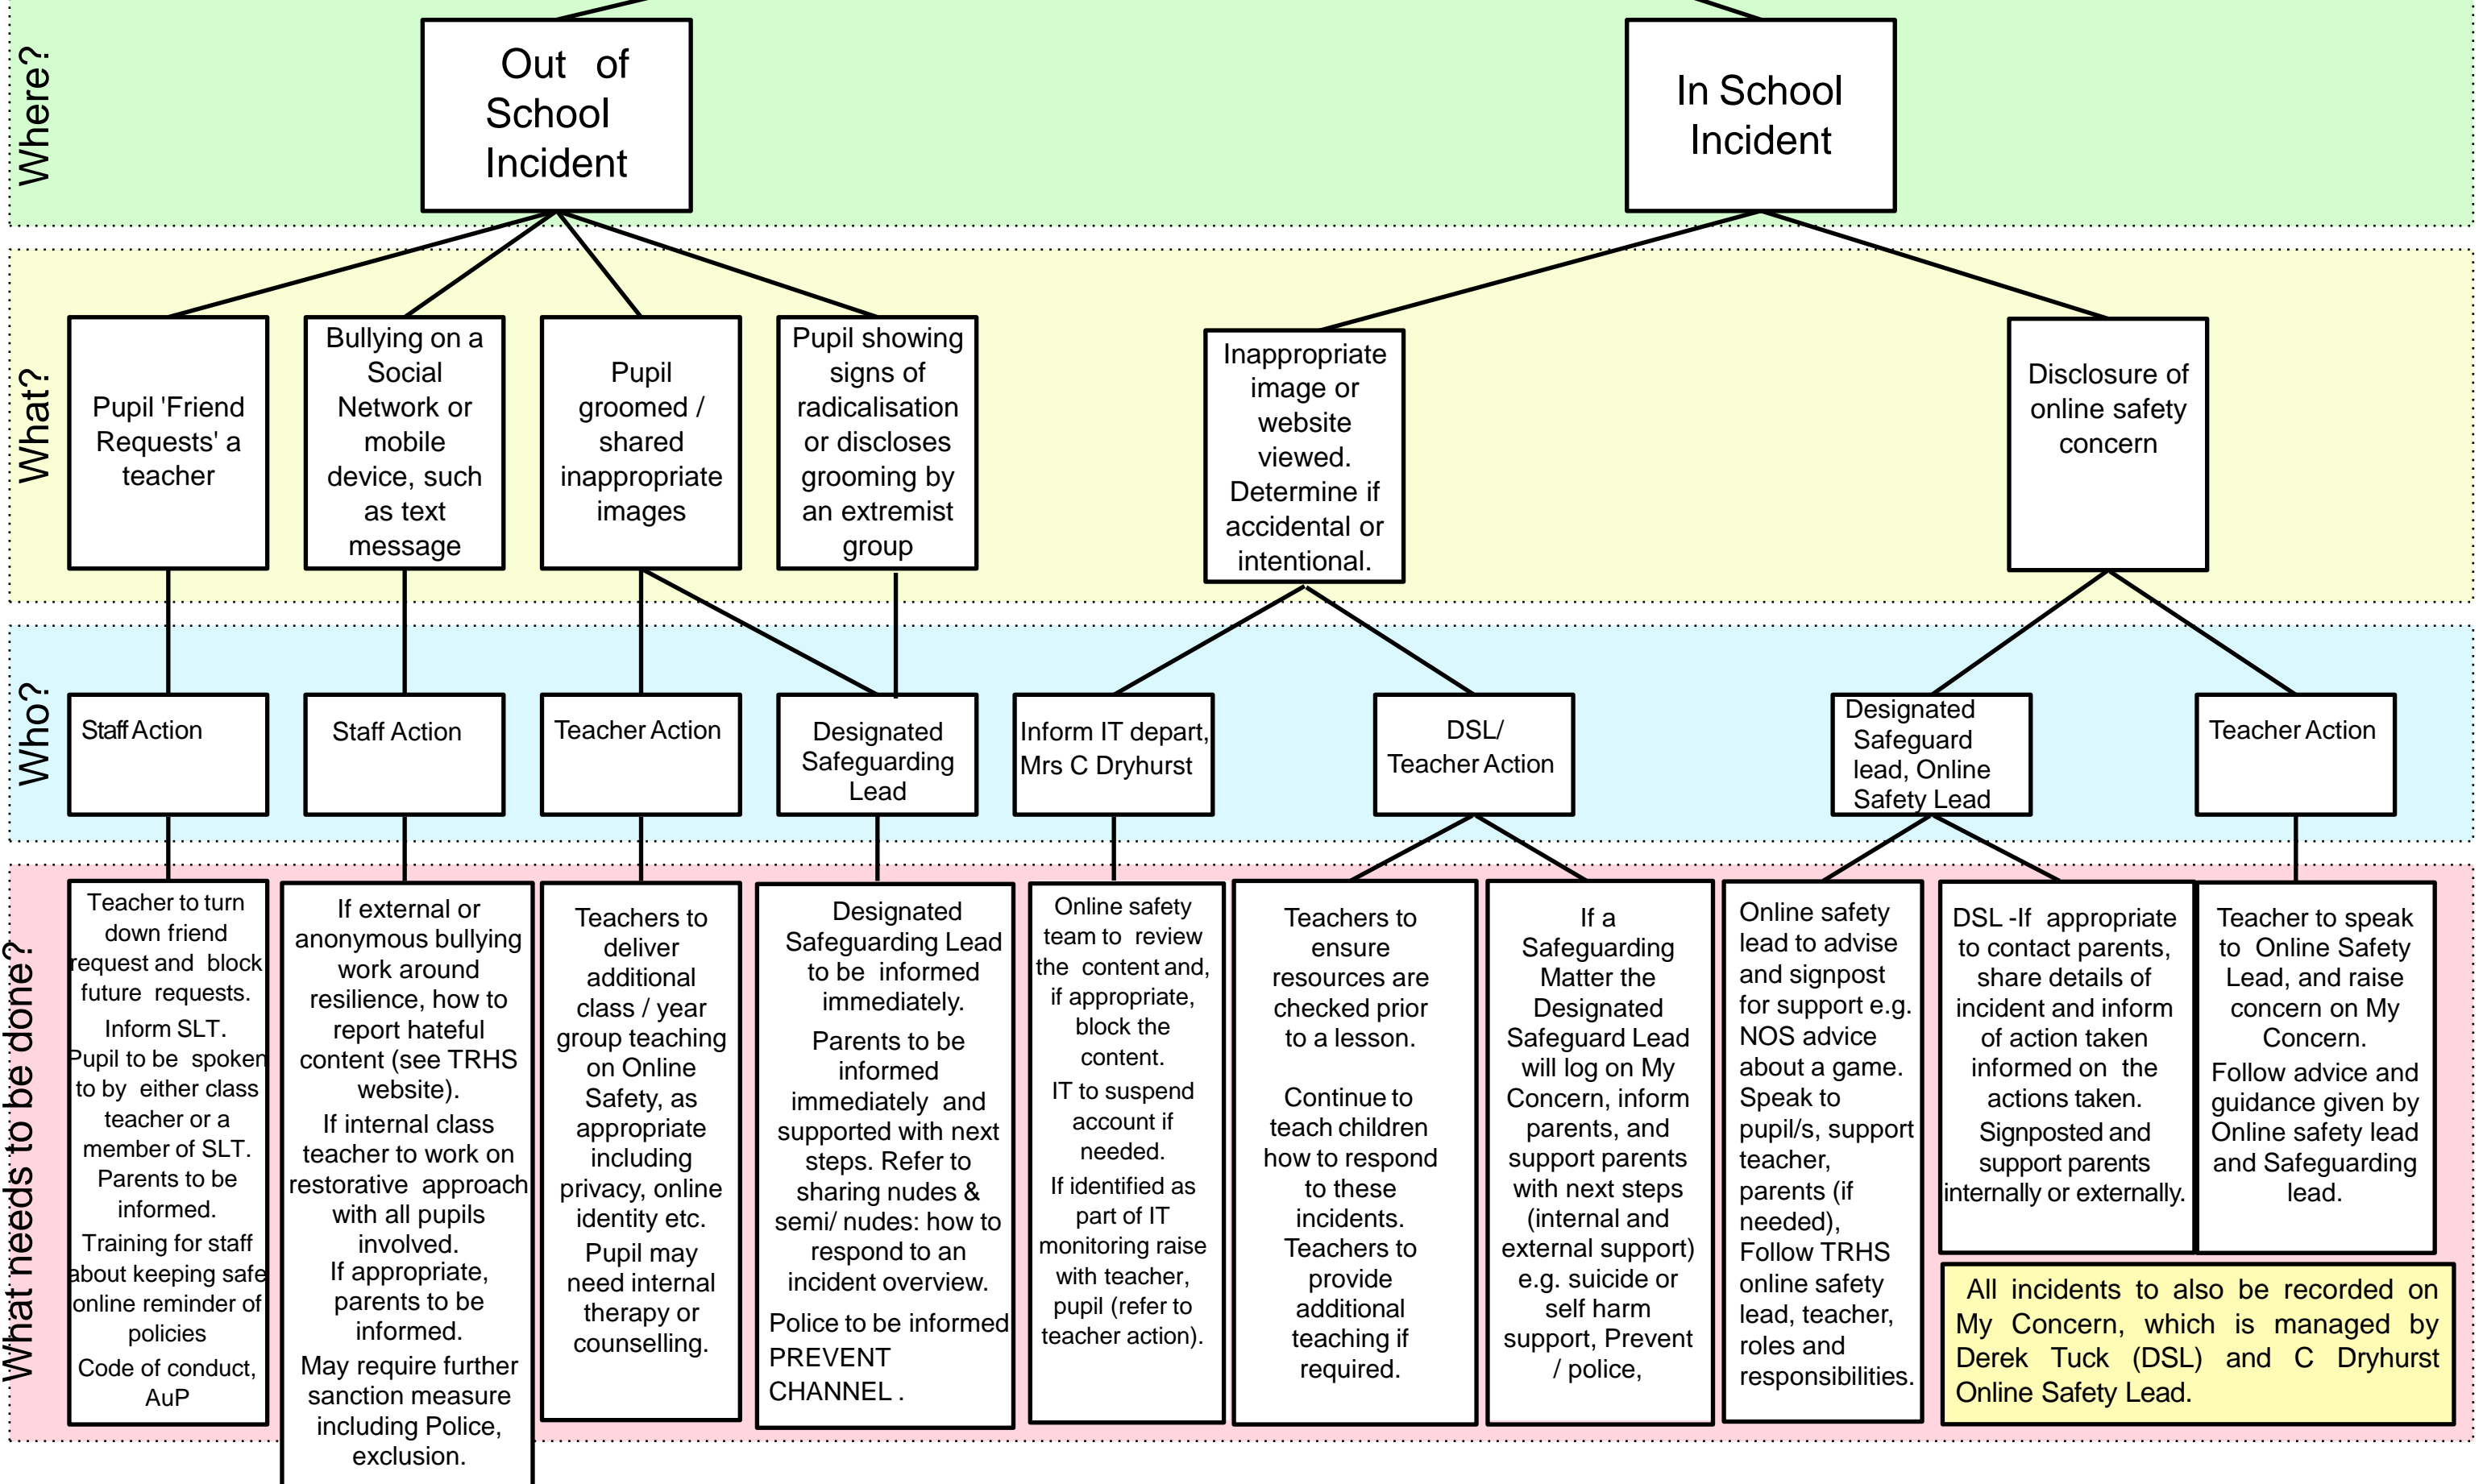 Where?
Out of
School
Incident
In School
Incident
What?
Pupil 'Friend
Requests' a
teacher
Bullying on a
Social
Network or
mobile
device, such
as text
message
Pupil
groomed /
shared
inappropriate
images
Pupil showing
signs of
radicalisation
or discloses
grooming by
an extremist
group
Inappropriate
image or
website
viewed.
Determine if
accidental or
intentional.
Disclosure of
online safety
concern
Who?
Staff Action
Staff Action
Teacher Action
Designated
Safeguarding
Lead
Inform IT depart,
Mrs C Dryhurst
DSL/
Teacher Action
Designated
Safeguard
lead, Online
Safety Lead
Teacher Action
What needs to be done?
Teacher to turn
down friend
request and block
future requests.
Inform SLT.
Pupil to be spoken
to by either class
teacher or a
member of SLT.
Parents to be
informed.
Training for staff
about keeping safe
online reminder of
policies
Code of conduct,
AuP
If external or
anonymous bullying
work around
resilience, how to
report hateful
content (see TRHS
website).
If internal class
teacher to work on
restorative approach
with all pupils
involved.
If appropriate,
parents to be
informed.
May require further
sanction measure
including Police,
exclusion.
Teachers to
deliver
additional
class / year
group teaching
on Online
Safety, as
appropriate
including
privacy, online
identity etc.
Pupil may
need internal
therapy or
counselling.
Designated
Safeguarding Lead
to be informed
immediately.
Parents to be
informed
immediately and
supported with next
steps. Refer to
sharing nudes &
semi/ nudes: how to
respond to an
incident overview.
Police to be informed
PREVENT
CHANNEL .
Online safety
team to review
the content and,
if appropriate,
block the
content.
IT to suspend
account if
needed.
If identified as
part of IT
monitoring raise
with teacher,
pupil (refer to
teacher action).
Teachers to
ensure
resources are
checked prior
to a lesson.
Continue to
teach children
how to respond
to these
incidents.
Teachers to
provide
additional
teaching if
required.
If a
Safeguarding
Matter the
Designated
Safeguard Lead
will log on My
Concern, inform
parents, and
support parents
with next steps
(internal and
external support)
e.g. suicide or
self harm
support, Prevent
/ police,
Online safety
lead to advise
and signpost
for support e.g.
NOS advice
about a game.
Speak to
pupil/s, support
teacher,
parents (if
needed),
Follow TRHS
online safety
lead, teacher,
roles and
responsibilities.
DSL -If appropriate
to contact parents,
share details of
incident and inform
of action taken
informed on the
actions taken.
Signposted and
support parents
internally or externally.
Teacher to speak
to Online Safety
Lead, and raise
concern on My
Concern.
Follow advice and
guidance given by
Online safety lead
and Safeguarding
lead.
All incidents to also be recorded on
My Concern, which is managed by
Derek Tuck (DSL) and C Dryhurst
Online Safety Lead.